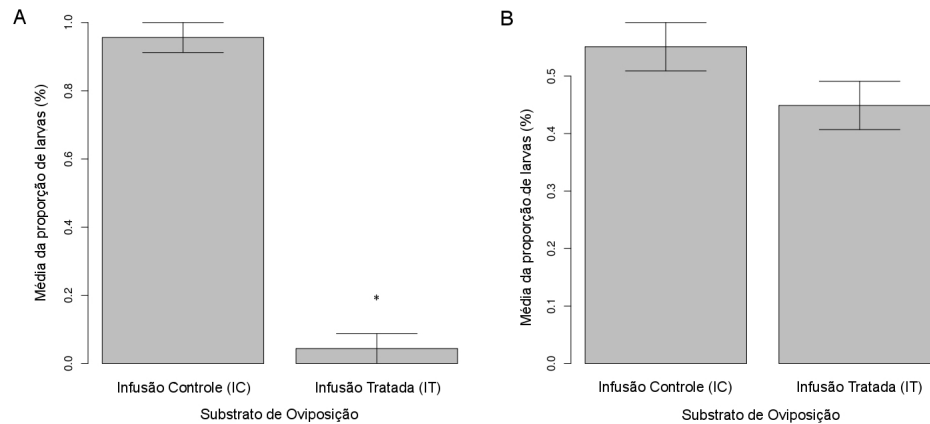 A
Média da proporção de larvas (%)
1.0
0.8
0.6
0.4
0.2
0.0
*
Infusão Controle (IC)
Infusão Tratada (IT)
Substrato de Oviposição
B
Média da proporção de larvas (%)
0.5
0.4
0.3
0.2
0.1
0.0
Infusão Controle (IC)
Infusão Tratada (IT)
Substrato de Oviposição